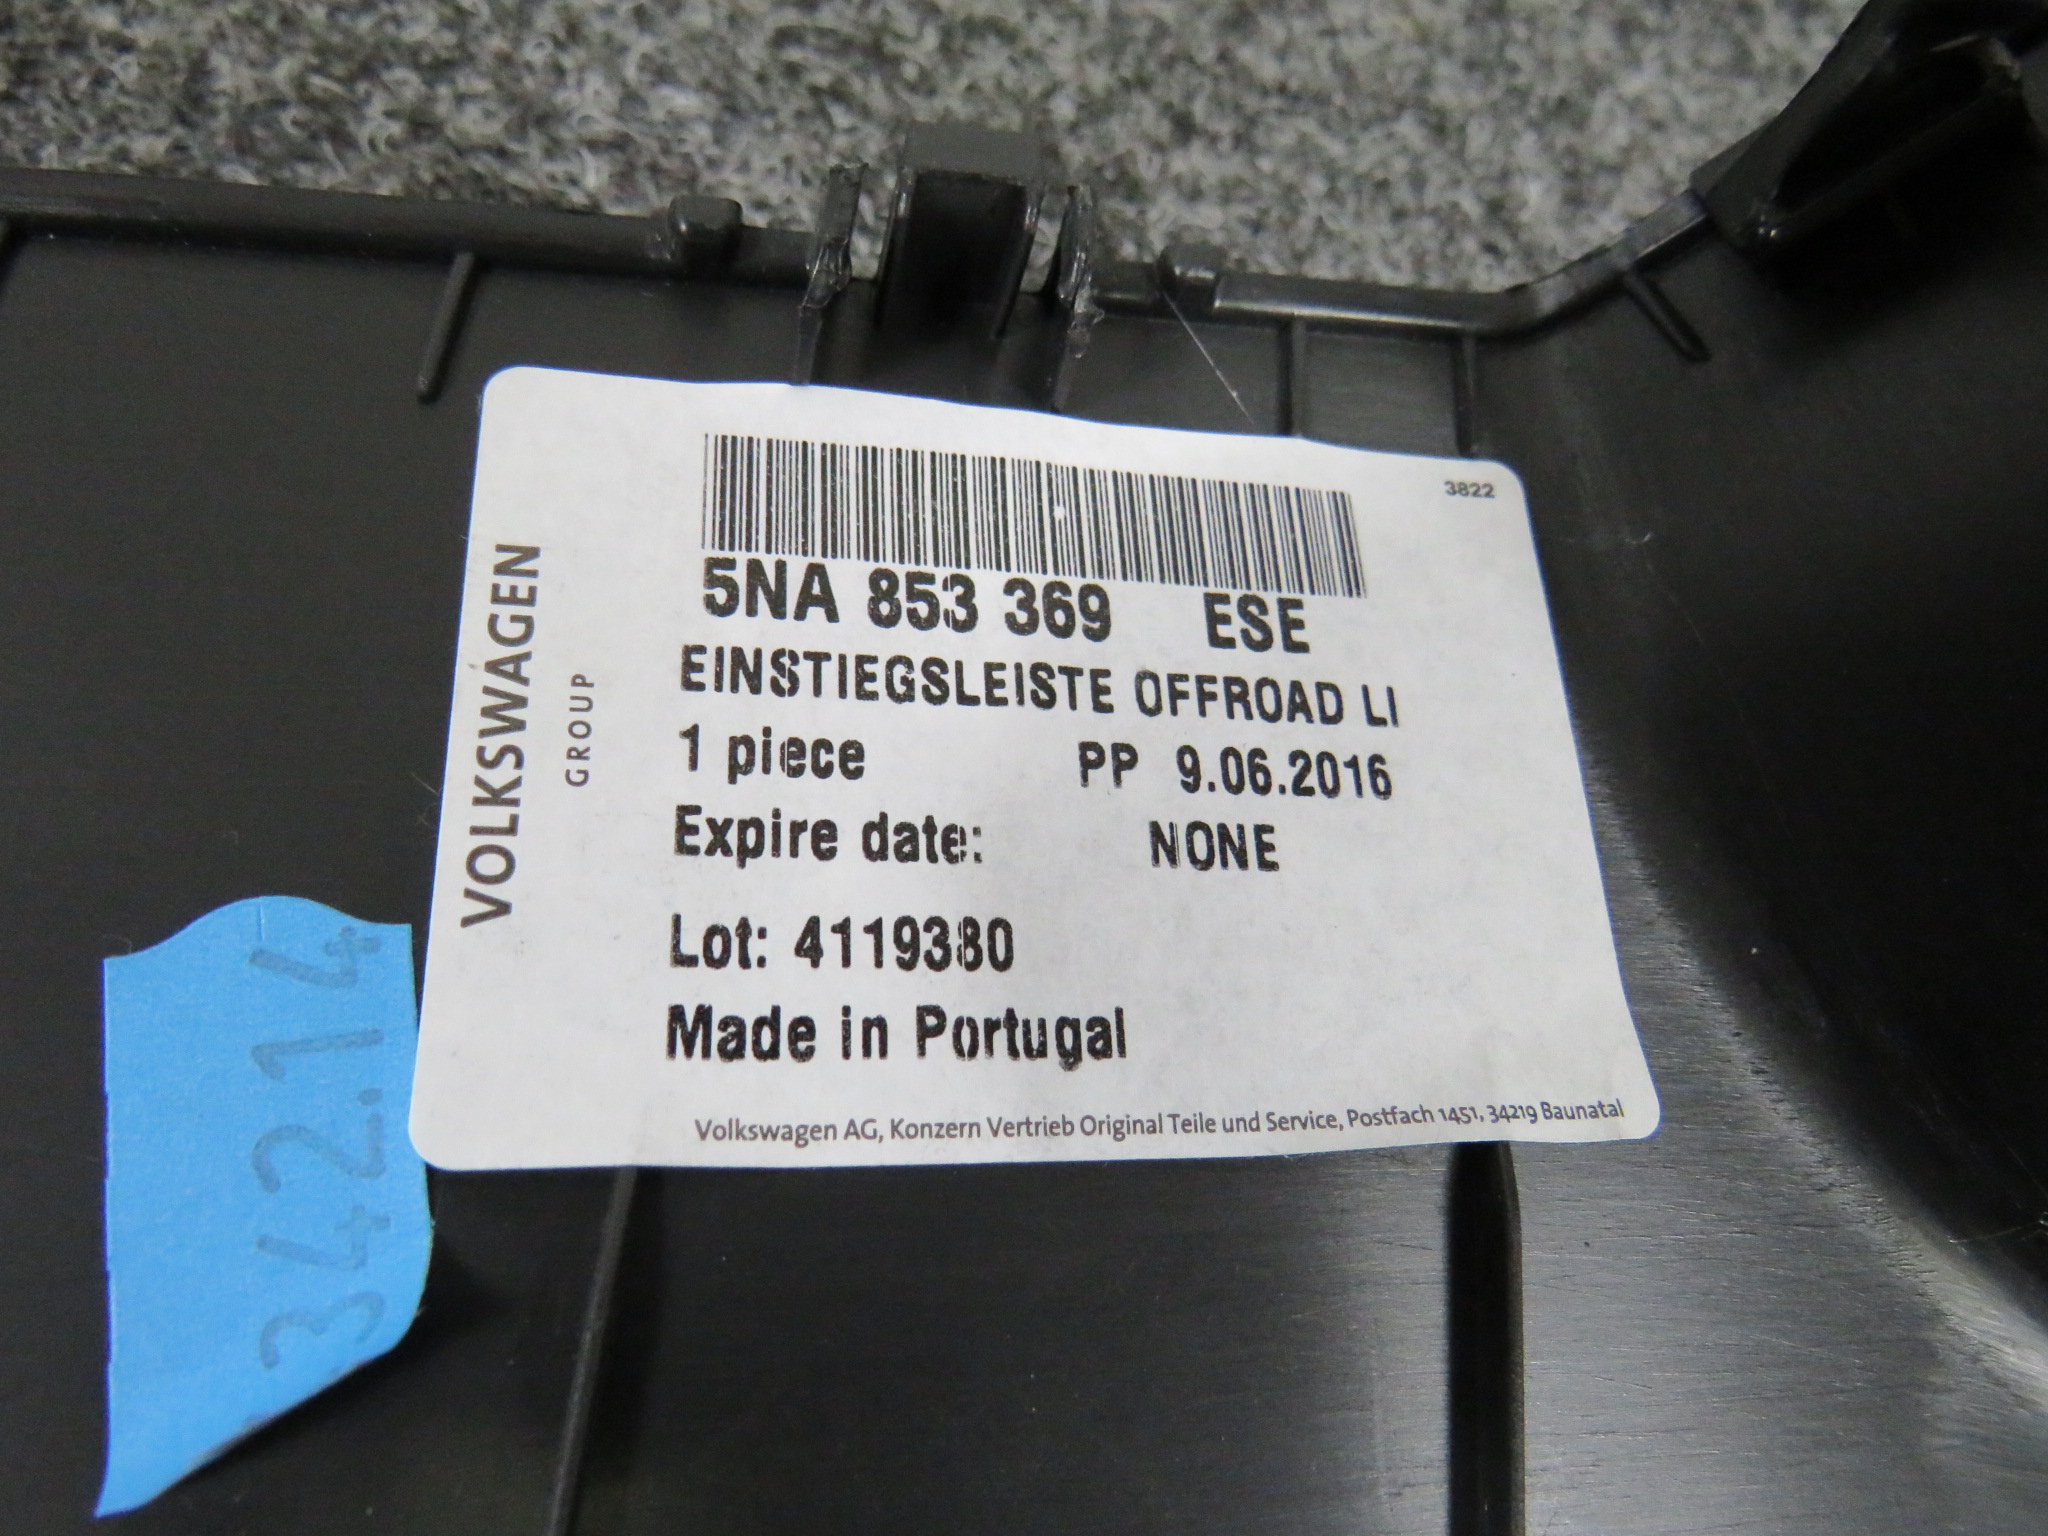 3822
5NA 853 369 ESE
EINSTIEGSLEISTE OFFROAD LI
1 piece PP 9.06.2016
Expire date: NONE
Lot: 4119380
Made in Portugal
Volkswagen AG, Konzern Vertrieb Original Teile und Service, Postfach 1451, 34219 Baunatal
VOLKSWAGEN
GROUP
342.14